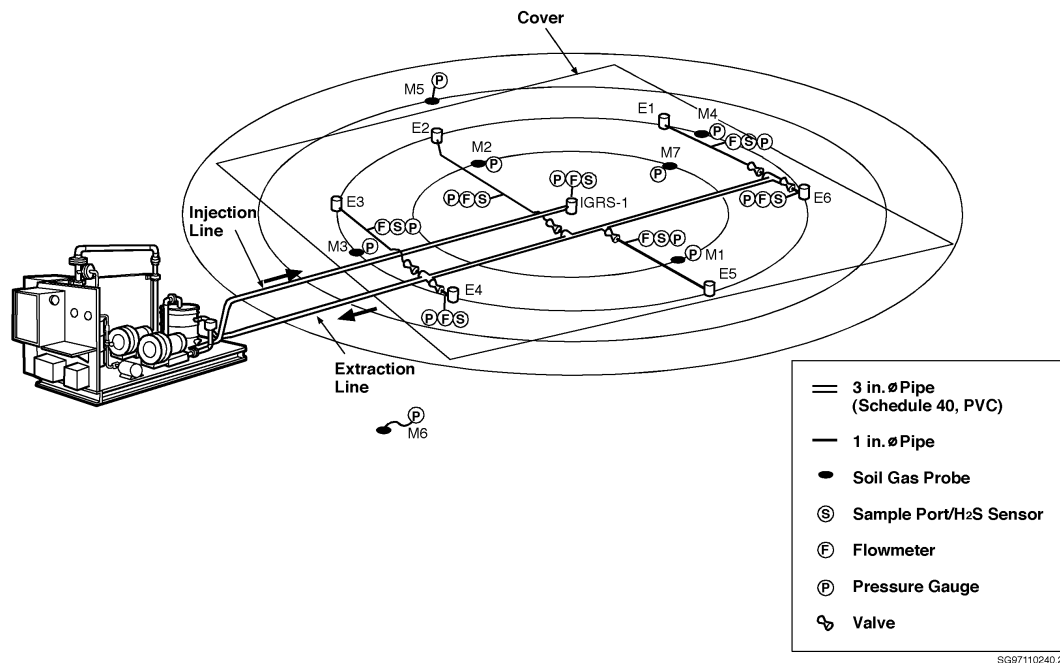 Cover
P
M5
E1
M4
P
F S P
E2
M2
P
M7
P
P F S
P F S
IGRS-1
P F S
E6
E3
Injection
Line
F S P
M3
P
F S P
P
M1
E5
E4
P F S
Extraction
Line
P
M6
3 in. ø Pipe
(Schedule 40, PVC)
1 in. ø Pipe
Soil Gas Probe
S Sample Port/H2S Sensor
F Flowmeter
P Pressure Gauge
Valve
SG97110240.2